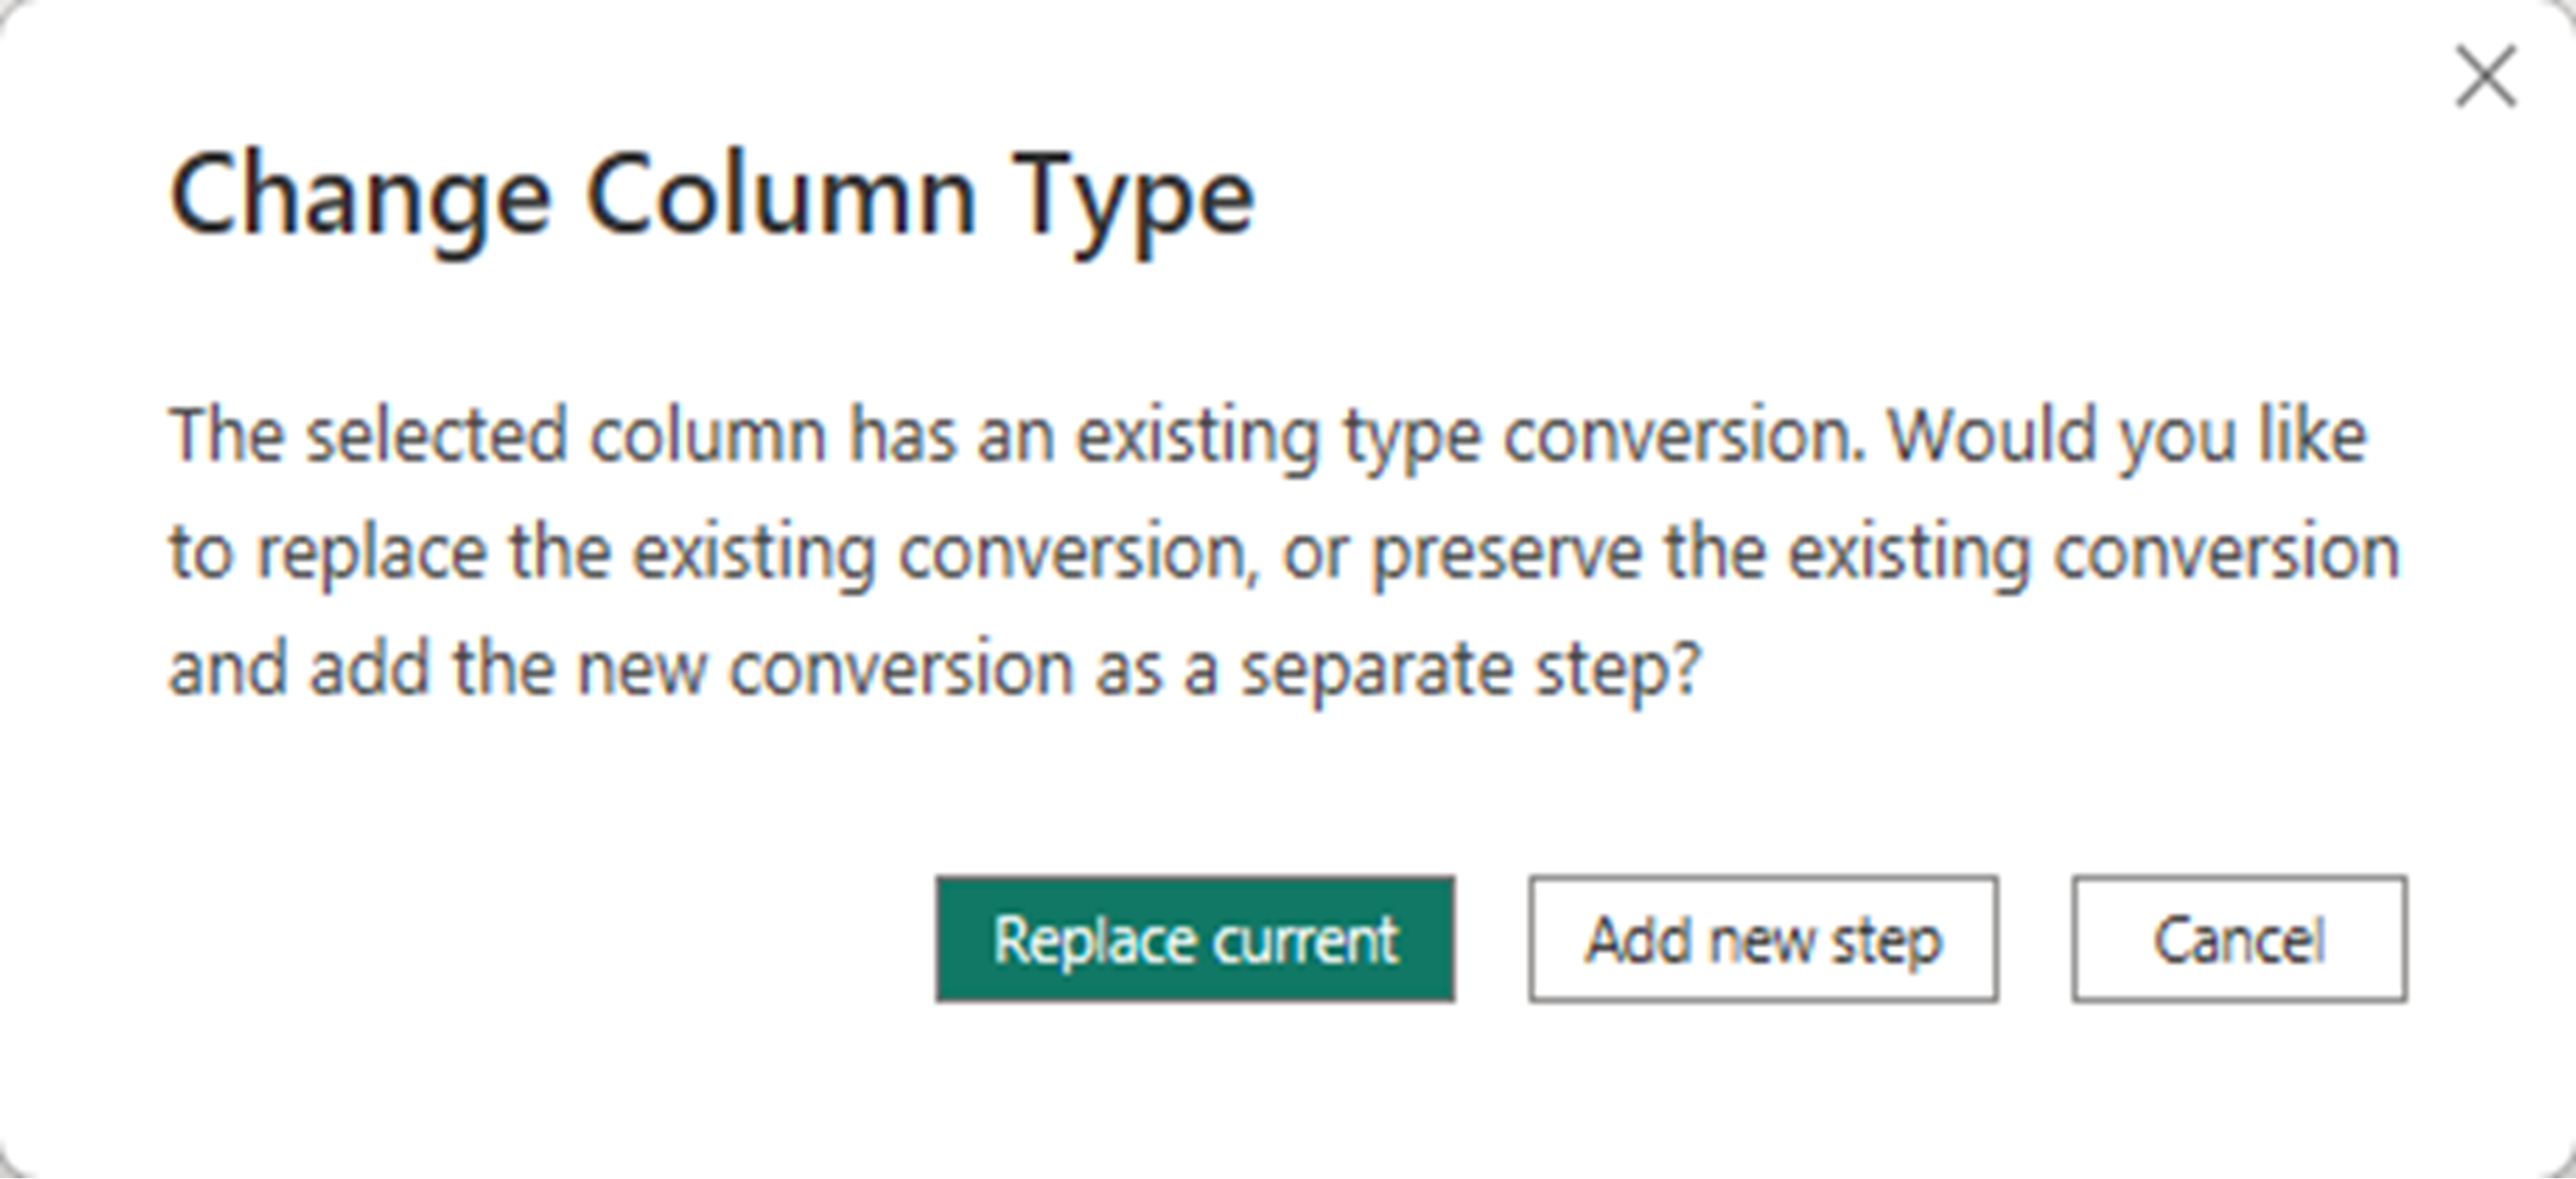 Change Column Type
The selected column has an existing type conversion. Would you like
to replace the existing conversion, or preserve the existing conversion
and add the new conversion as a separate step?
Replace current
Add new step
Cancel